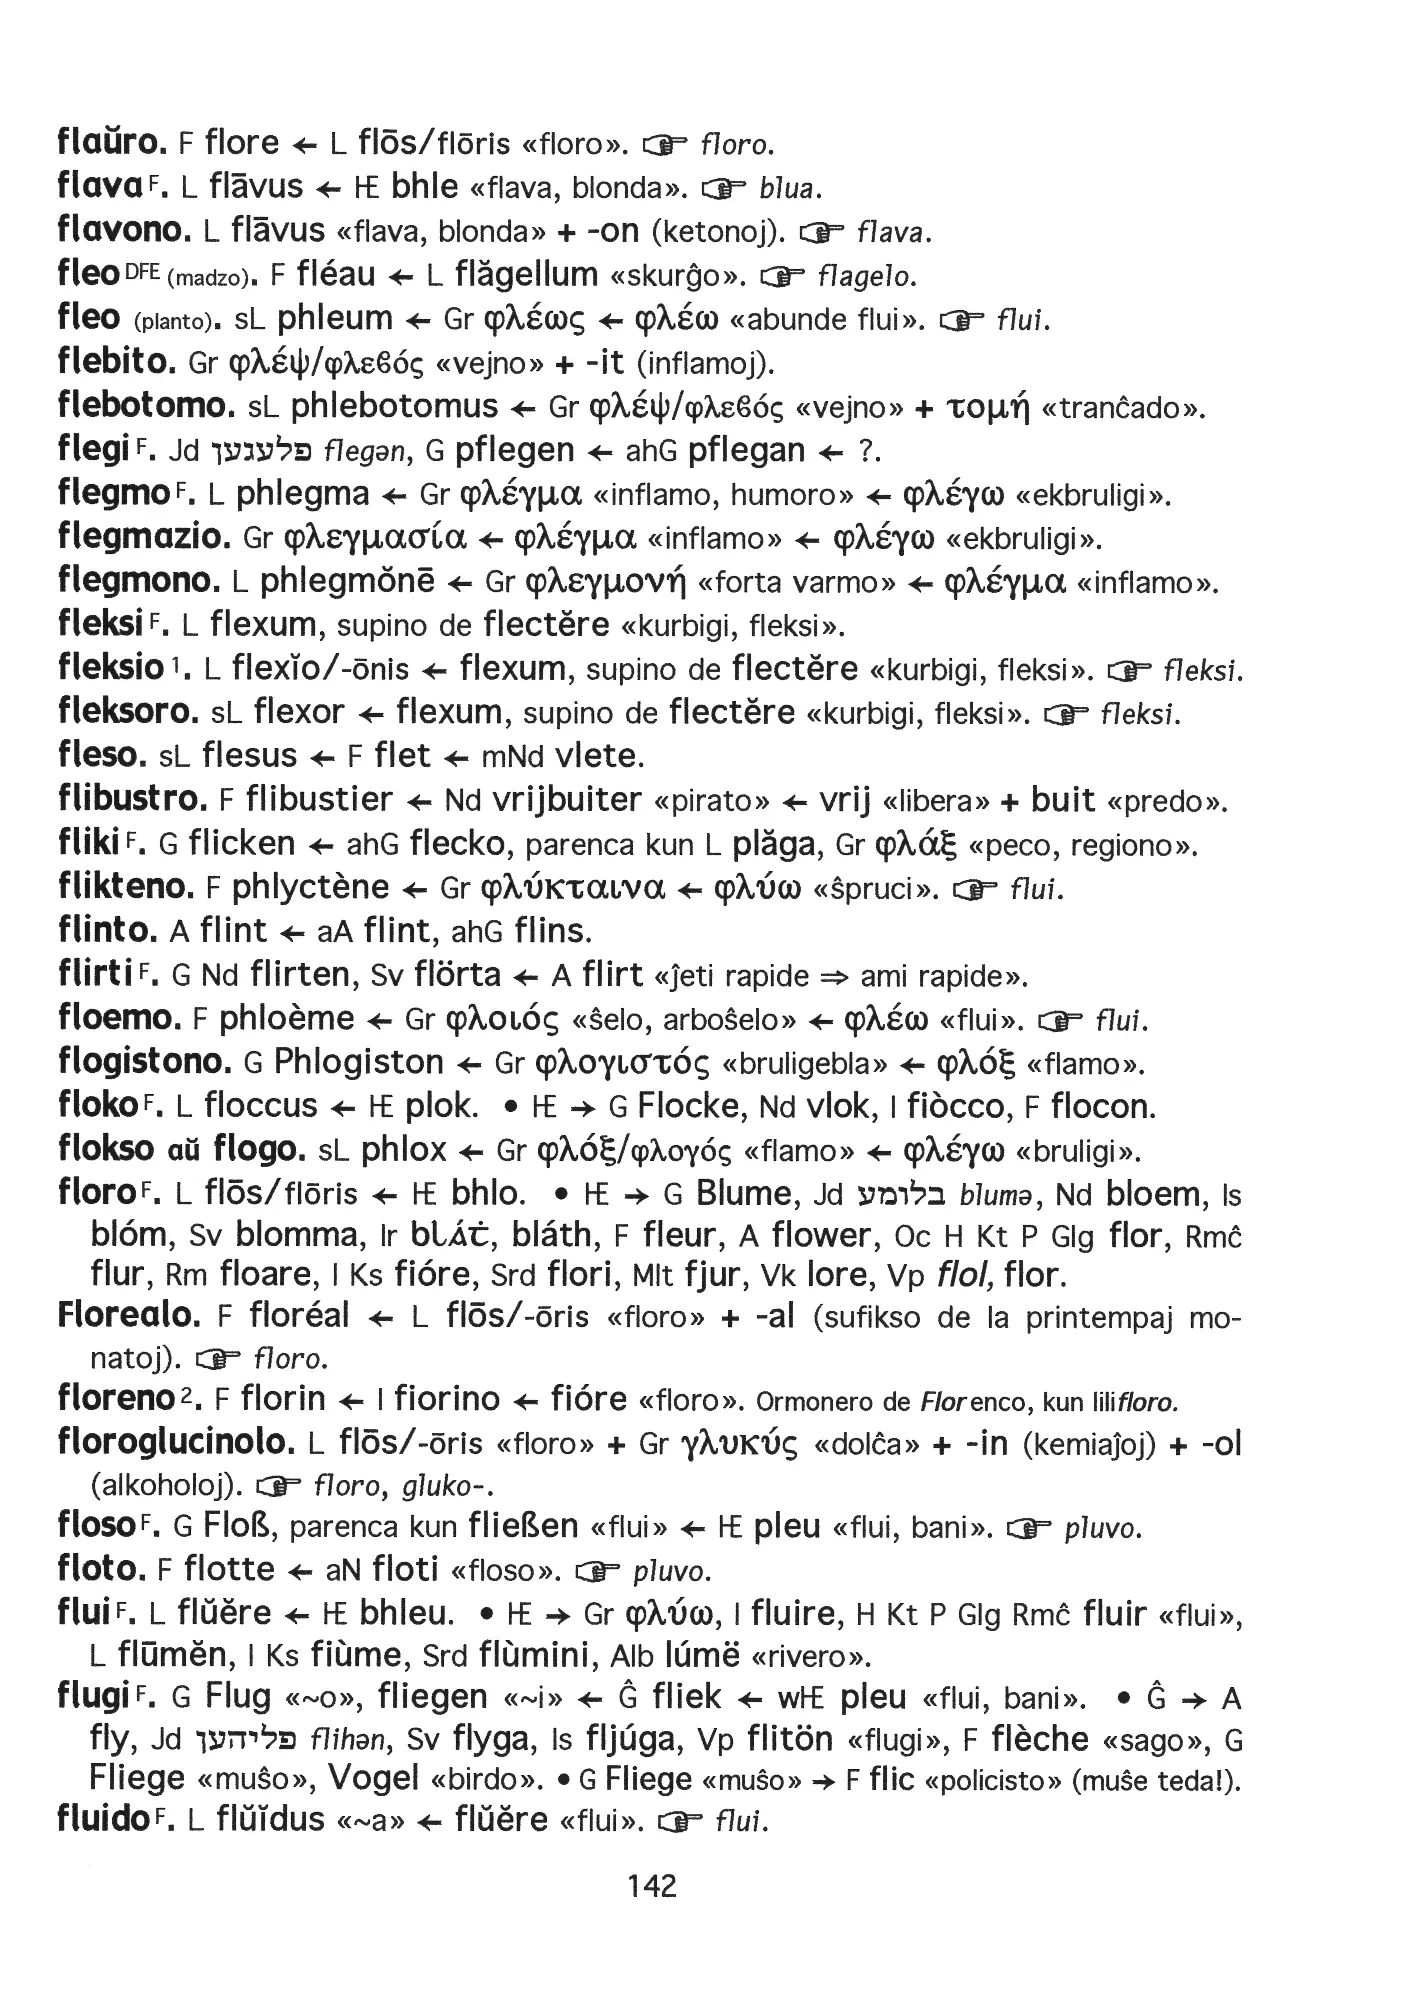 flaŭro. F flore ← L flōs/flōris «floro». ☞ floro.
flava F. L flāvus ← IE bhle «flava, blonda». ☞ blua.
flavono. L flāvus «flava, blonda» + -on (ketonoj). ☞ flava.
fleo DFE (madzo). F fléau ← L flăgellum «skurĝo». ☞ flagelo.
fleo (planto). sL phleum ← Gr φλέως ← φλέω «abunde flui». ☞ flui.
flebito. Gr φλέψ/φλεϐός «vejno» + -it (inflamoj).
flebotomo. sL phlebotomus ← Gr φλέψ/φλεϐός «vejno» + τομή «tranĉado».
flegi F. Jd פלעגען flegən, G pflegen ← ahG pflegan ← ?.
flegmo F. L phlegma ← Gr φλέγμα «inflamo, humoro» ← φλέγω «ekbruligi».
flegmazio. Gr φλεγμασία ← φλέγμα «inflamo» ← φλέγω «ekbruligi».
flegmono. L phlegmŏnē ← Gr φλεγμονή «forta varmo» ← φλέγμα «inflamo».
fleksi F. L flexum, supino de flectĕre «kurbigi, fleksi».
fleksio 1. L flexĭo/-ōnis ← flexum, supino de flectĕre «kurbigi, fleksi». ☞ fleksi.
fleksoro. sL flexor ← flexum, supino de flectĕre «kurbigi, fleksi». ☞ fleksi.
fleso. sL flesus ← F flet ← mNd vlete.
flibustro. F flibustier ← Nd vrijbuiter «pirato» ← vrij «libera» + buit «predo».
fliki F. G flicken ← ahG flecko, parenca kun L plăga, Gr φλάξ «peco, regiono».
flikteno. F phlyctène ← Gr φλύκταινα ← φλύω «ŝpruci». ☞ flui.
flinto. A flint ← aA flint, ahG flins.
flirti F. G Nd flirten, Sv flörta ← A flirt «ĵeti rapide ⇒ ami rapide».
floemo. F phloème ← Gr φλοιός «ŝelo, arboŝelo» ← φλέω «flui». ☞ flui.
flogistono. G Phlogiston ← Gr φλογιστός «bruligebla» ← φλόξ «flamo».
floko F. L floccus ← IE plok. • IE → G Flocke, Nd vlok, I fiòcco, F flocon.
flokso aŭ flogo. sL phlox ← Gr φλόξ/φλογός «flamo» ← φλέγω «bruligi».
floro F. L flōs/flōris ← IE bhlo. • IE → G Blume, Jd בלומע blumə, Nd bloem, Is
blóm, Sv blomma, Ir bláṫ, bláth, F fleur, A flower, Oc H Kt P Glg flor, Rmĉ
flur, Rm floare, I Ks fióre, Srd flori, Mlt fjur, Vk lore, Vp flol, flor.
Florealo. F floréal ← L flōs/-ōris «floro» + -al (sufikso de la printempaj mo-
natoj). ☞ floro.
floreno 2. F florin ← I fiorino ← fióre «floro». Ormonero de Florenco, kun lilifloro.
floroglucinolo. L flōs/-ōris «floro» + Gr γλυκύς «dolĉa» + -in (kemiaĵoj) + -ol
(alkoholoj). ☞ floro, gluko-.
floso F. G Floß, parenca kun fließen «flui» ← IE pleu «flui, bani». ☞ pluvo.
floto. F flotte ← aN floti «floso». ☞ pluvo.
flui F. L flŭĕre ← IE bhleu. • IE → Gr φλύω, I fluire, H Kt P Glg Rmĉ fluir «flui»,
L flūmĕn, I Ks fiùme, Srd flùmini, Alb lúmë «rivero».
flugi F. G Flug «~o», fliegen «~i» ← Ĝ fliek ← wIE pleu «flui, bani». • Ĝ → A
fly, Jd פליהען flihən, Sv flyga, Is fljúga, Vp flitön «flugi», F flèche «sago», G
Fliege «muŝo», Vogel «birdo». • G Fliege «muŝo» → F flic «policisto» (muŝe teda!).
fluido F. L flŭĭdus «~a» ← flŭĕre «flui». ☞ flui.
142